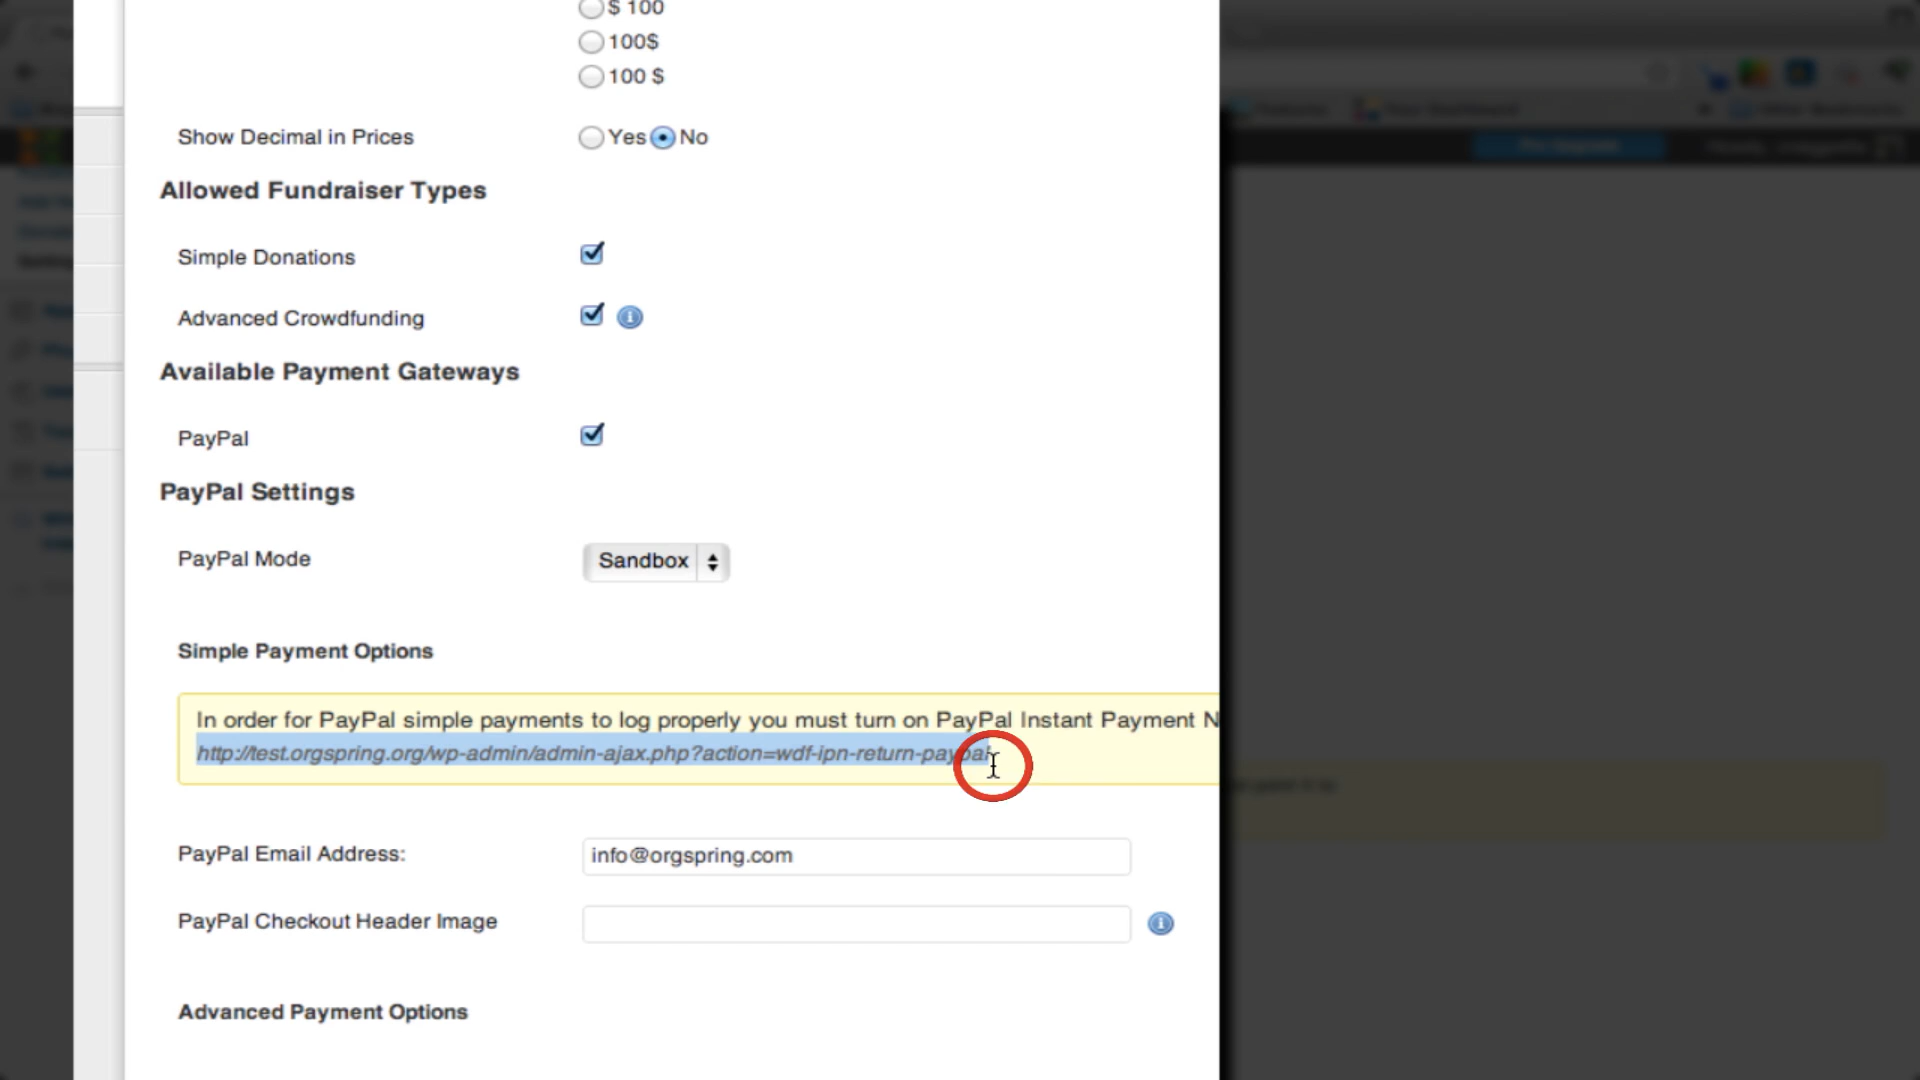 $ 100
100$
100 $
Show Decimal in Prices Yes No
Allowed Fundraiser Types
Simple Donations
Advanced Crowdfunding
Available Payment Gateways
PayPal
PayPal Settings
PayPal Mode Sandbox
Simple Payment Options
In order for PayPal simple payments to log properly you must turn on PayPal Instant Payment N
http://test.orgspring.org/wp-admin/admin-ajax.php?action=wdf-ipn-return-paypal
PayPal Email Address: info@orgspring.com
PayPal Checkout Header Image
Advanced Payment Options